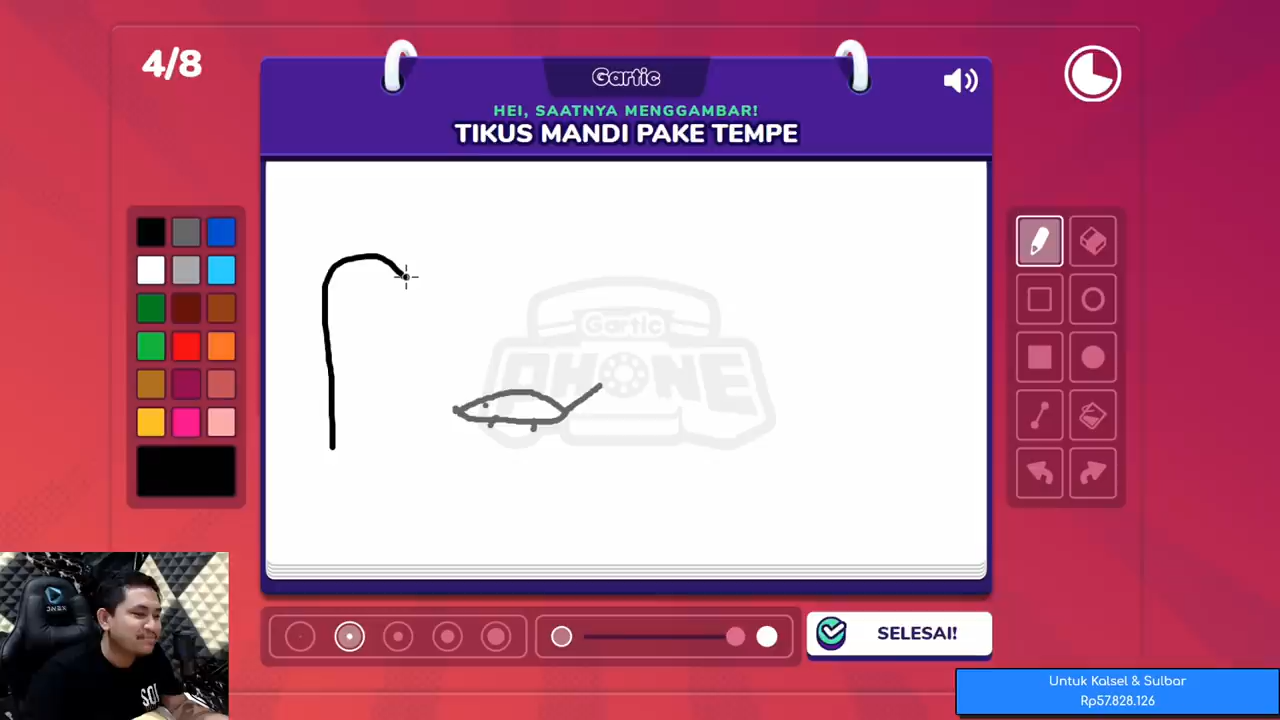 4/8
Gartic
HEI, SAATNYA MENGGAMBAR!
TIKUS MANDI PAKE TEMPE
Gartic
PHONE
SELESAI!
Untuk Kalsel & Sulbar
Rp57.828.126